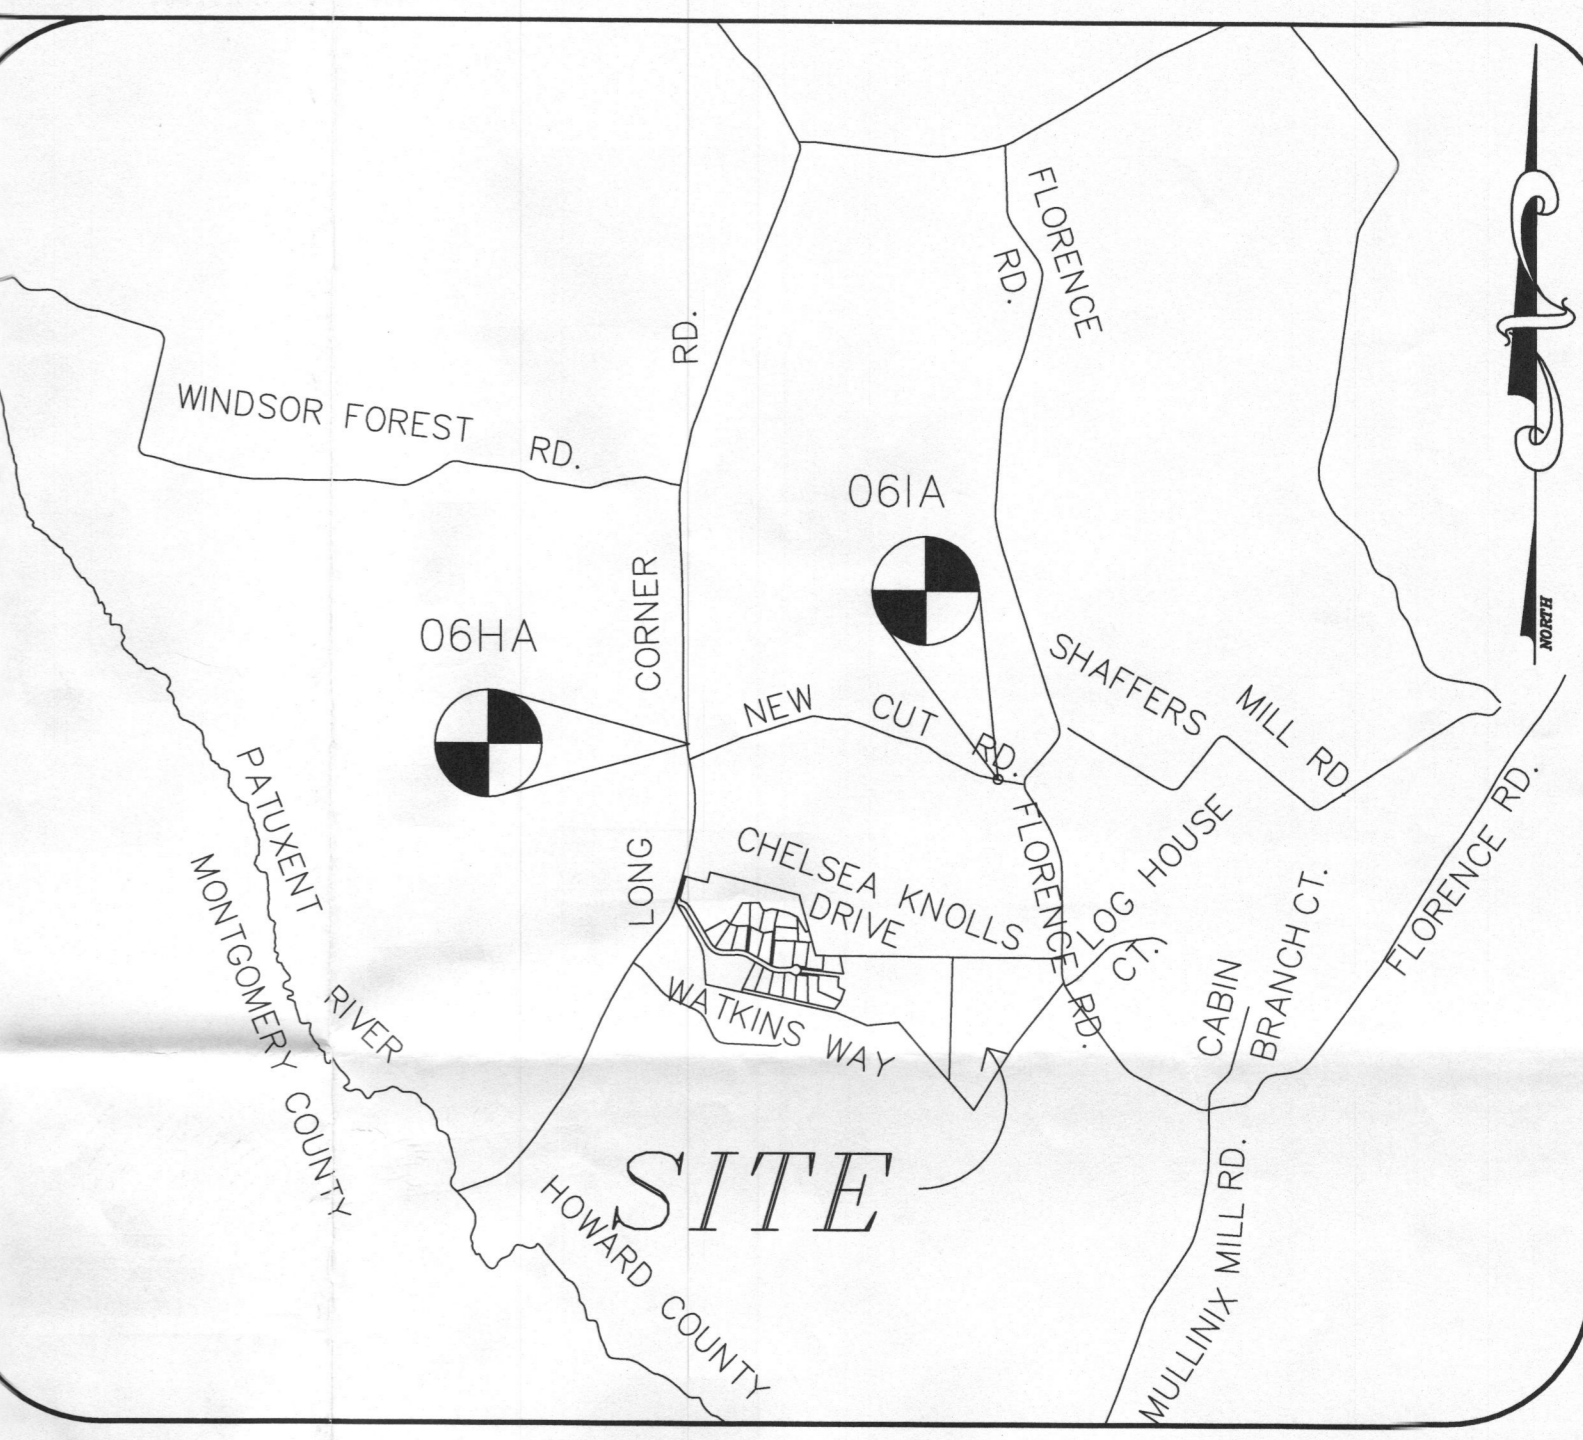 FLORENCE
RD.
RD.
WINDSOR FOREST RD.
06IA
NORTH
CORNER
06HA
SHAFFERS MILL RD.
NEW CUT RD.
PATUXENT
RIVER
MONTGOMERY COUNTY
LONG
CHELSEA KNOLLS
DRIVE
FLORENCE RD.
LOG HOUSE
CT.
FLORENCE RD.
CABIN
BRANCH CT.
WATKINS WAY
SITE
HOWARD COUNTY
MULLINIX MILL RD.